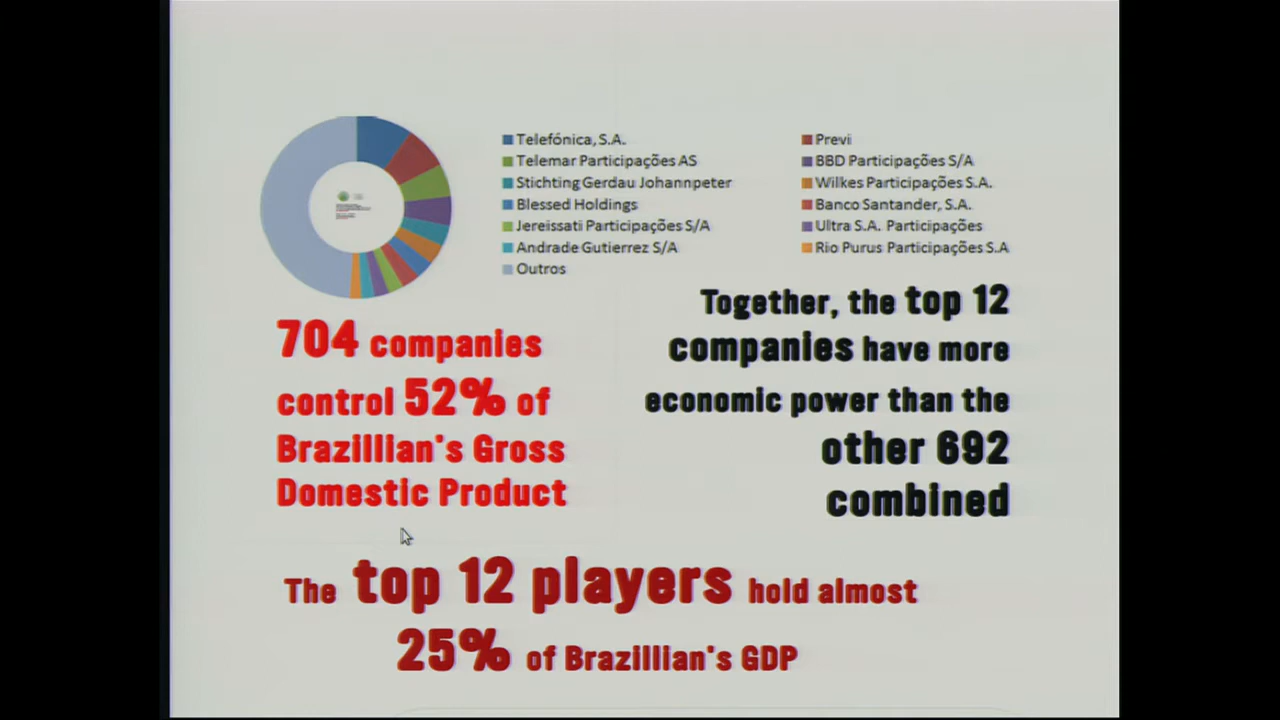 Telefónica, S.A.
Previ
Telemar Participações AS
BBD Participações S/A
Stichting Gerdau Johannpeter
Wilkes Participações S.A.
Blessed Holdings
Banco Santander, S.A.
Jereissati Participações S/A
Ultra S.A. Participações
Andrade Gutierrez S/A
Rio Purus Participações S.A
Outros
704 companies
control 52% of
Brazillian's Gross
Domestic Product
Together, the top 12
companies have more
economic power than the
other 692
combined
The top 12 players hold almost
25% of Brazillian's GDP